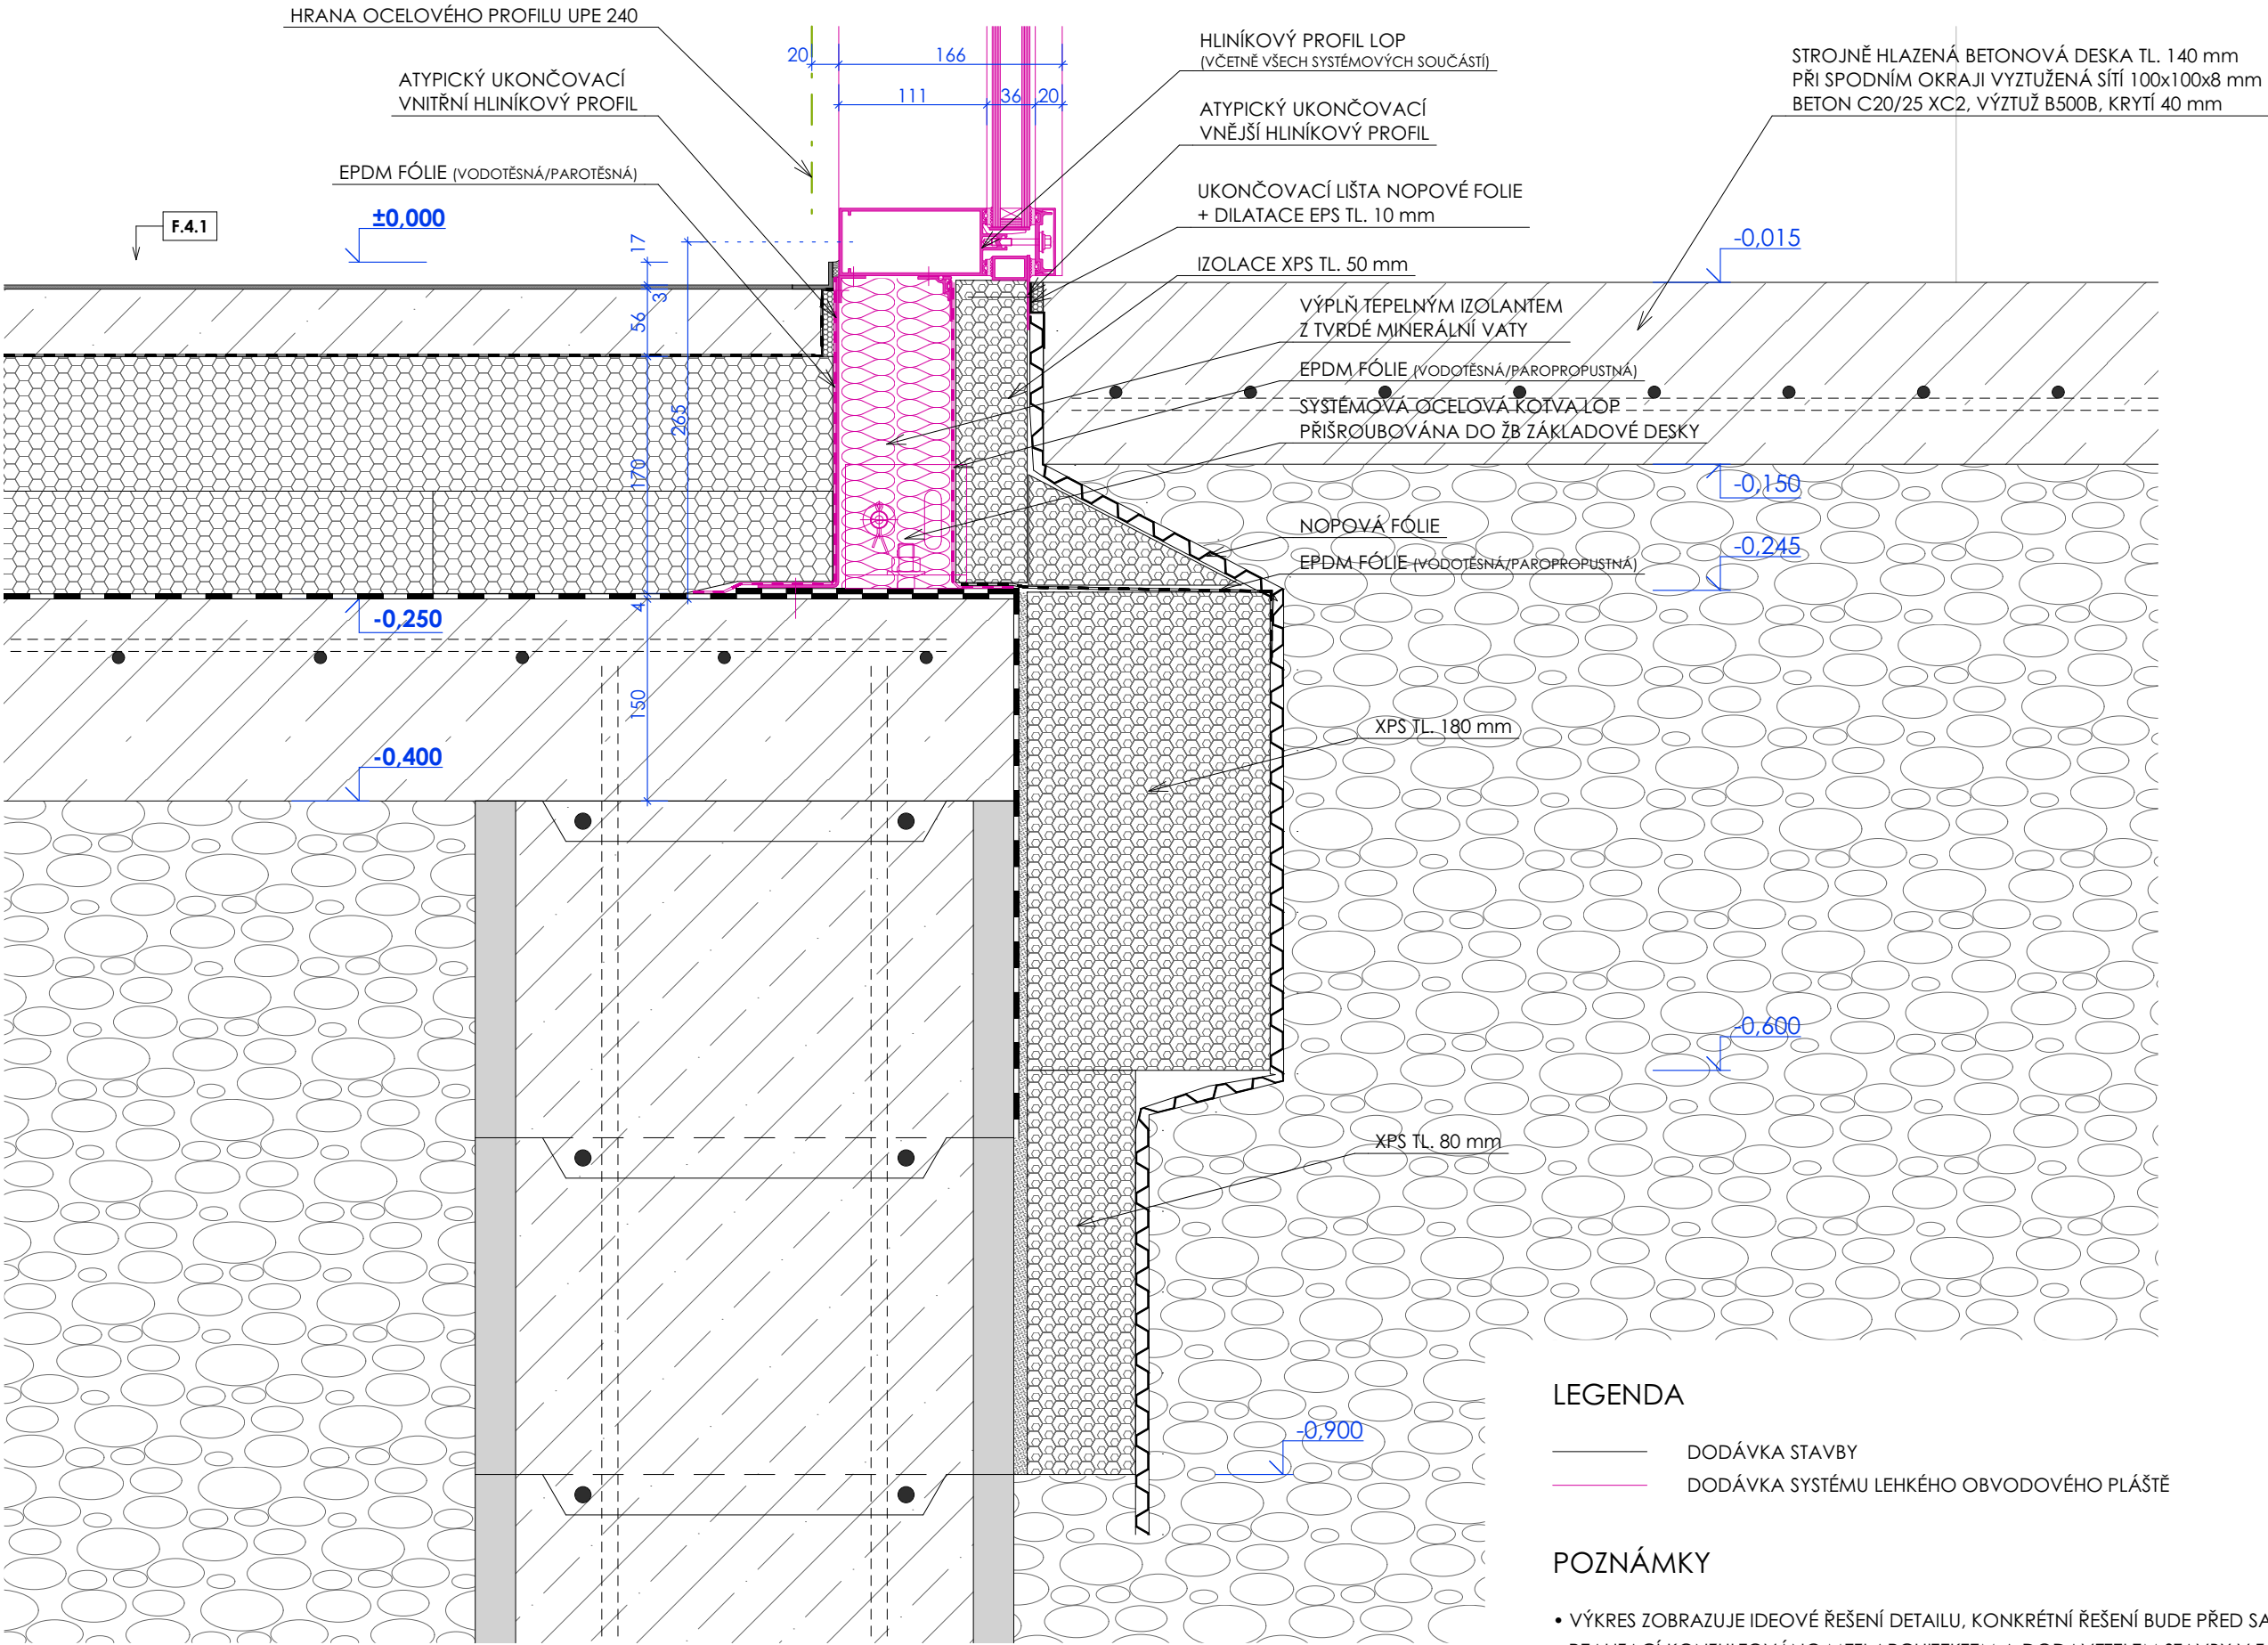 HRANA OCELOVÉHO PROFILU UPE 240
ATYPICKÝ UKONČOVACÍ
VNITŘNÍ HLINÍKOVÝ PROFIL
EPDM FÓLIE (VODOTĚSNÁ/PAROTĚSNÁ)
F.4.1
±0,000
20
166
111
36
20
HLINÍKOVÝ PROFIL LOP
(VČETNĚ VŠECH SYSTÉMOVÝCH SOUČÁSTÍ)
ATYPICKÝ UKONČOVACÍ
VNĚJŠÍ HLINÍKOVÝ PROFIL
UKONČOVACÍ LIŠTA NOPOVÉ FOLIE
+ DILATACE EPS TL. 10 mm
IZOLACE XPS TL. 50 mm
VÝPLŇ TEPELNÝM IZOLANTEM
Z TVRDÉ MINERÁLNÍ VATY
EPDM FÓLIE (VODOTĚSNÁ/PAROPROPUSTNÁ)
SYSTÉMOVÁ OCELOVÁ KOTVA LOP
PŘIŠROUBOVÁNA DO ŽB ZÁKLADOVÉ DESKY
NOPOVÁ FÓLIE
EPDM FÓLIE (VODOTĚSNÁ/PAROPROPUSTNÁ)
STROJNĚ HLAZENÁ BETONOVÁ DESKA TL. 140 mm
PŘI SPODNÍM OKRAJI VYZTUŽENÁ SÍTÍ 100x100x8 mm
BETON C20/25 XC2, VÝZTUŽ B500B, KRYTÍ 40 mm
-0,015
-0,150
-0,245
17
3
56
265
170
4
150
-0,250
-0,400
XPS TL. 180 mm
-0,600
XPS TL. 80 mm
-0,900
LEGENDA
DODÁVKA STAVBY
DODÁVKA SYSTÉMU LEHKÉHO OBVODOVÉHO PLÁŠTĚ
POZNÁMKY
• VÝKRES ZOBRAZUJE IDEOVÉ ŘEŠENÍ DETAILU, KONKRÉTNÍ ŘEŠENÍ BUDE PŘED SA